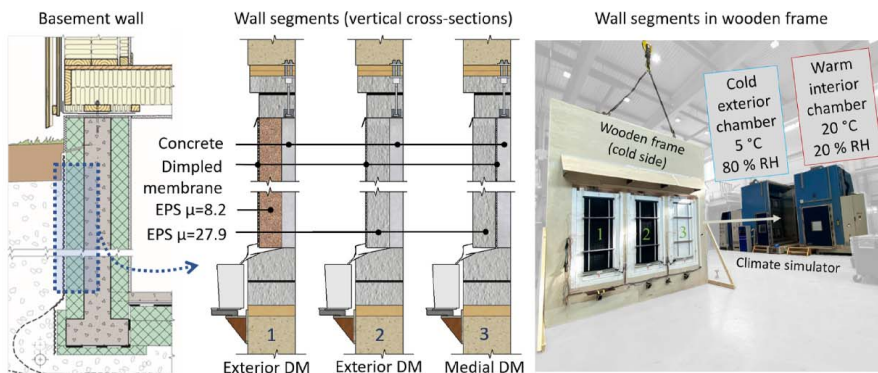 Basement wall
Wall segments (vertical cross-sections)
Wall segments in wooden frame
Concrete
Dimpled
membrane
EPS μ=8.2
EPS μ=27.9
1
2
3
Exterior DM
Exterior DM
Medial DM
Wooden frame
(cold side)
1
2
3
Cold
exterior
chamber
5 °C
80 % RH
Warm
interior
chamber
20 °C
20 % RH
Climate simulator